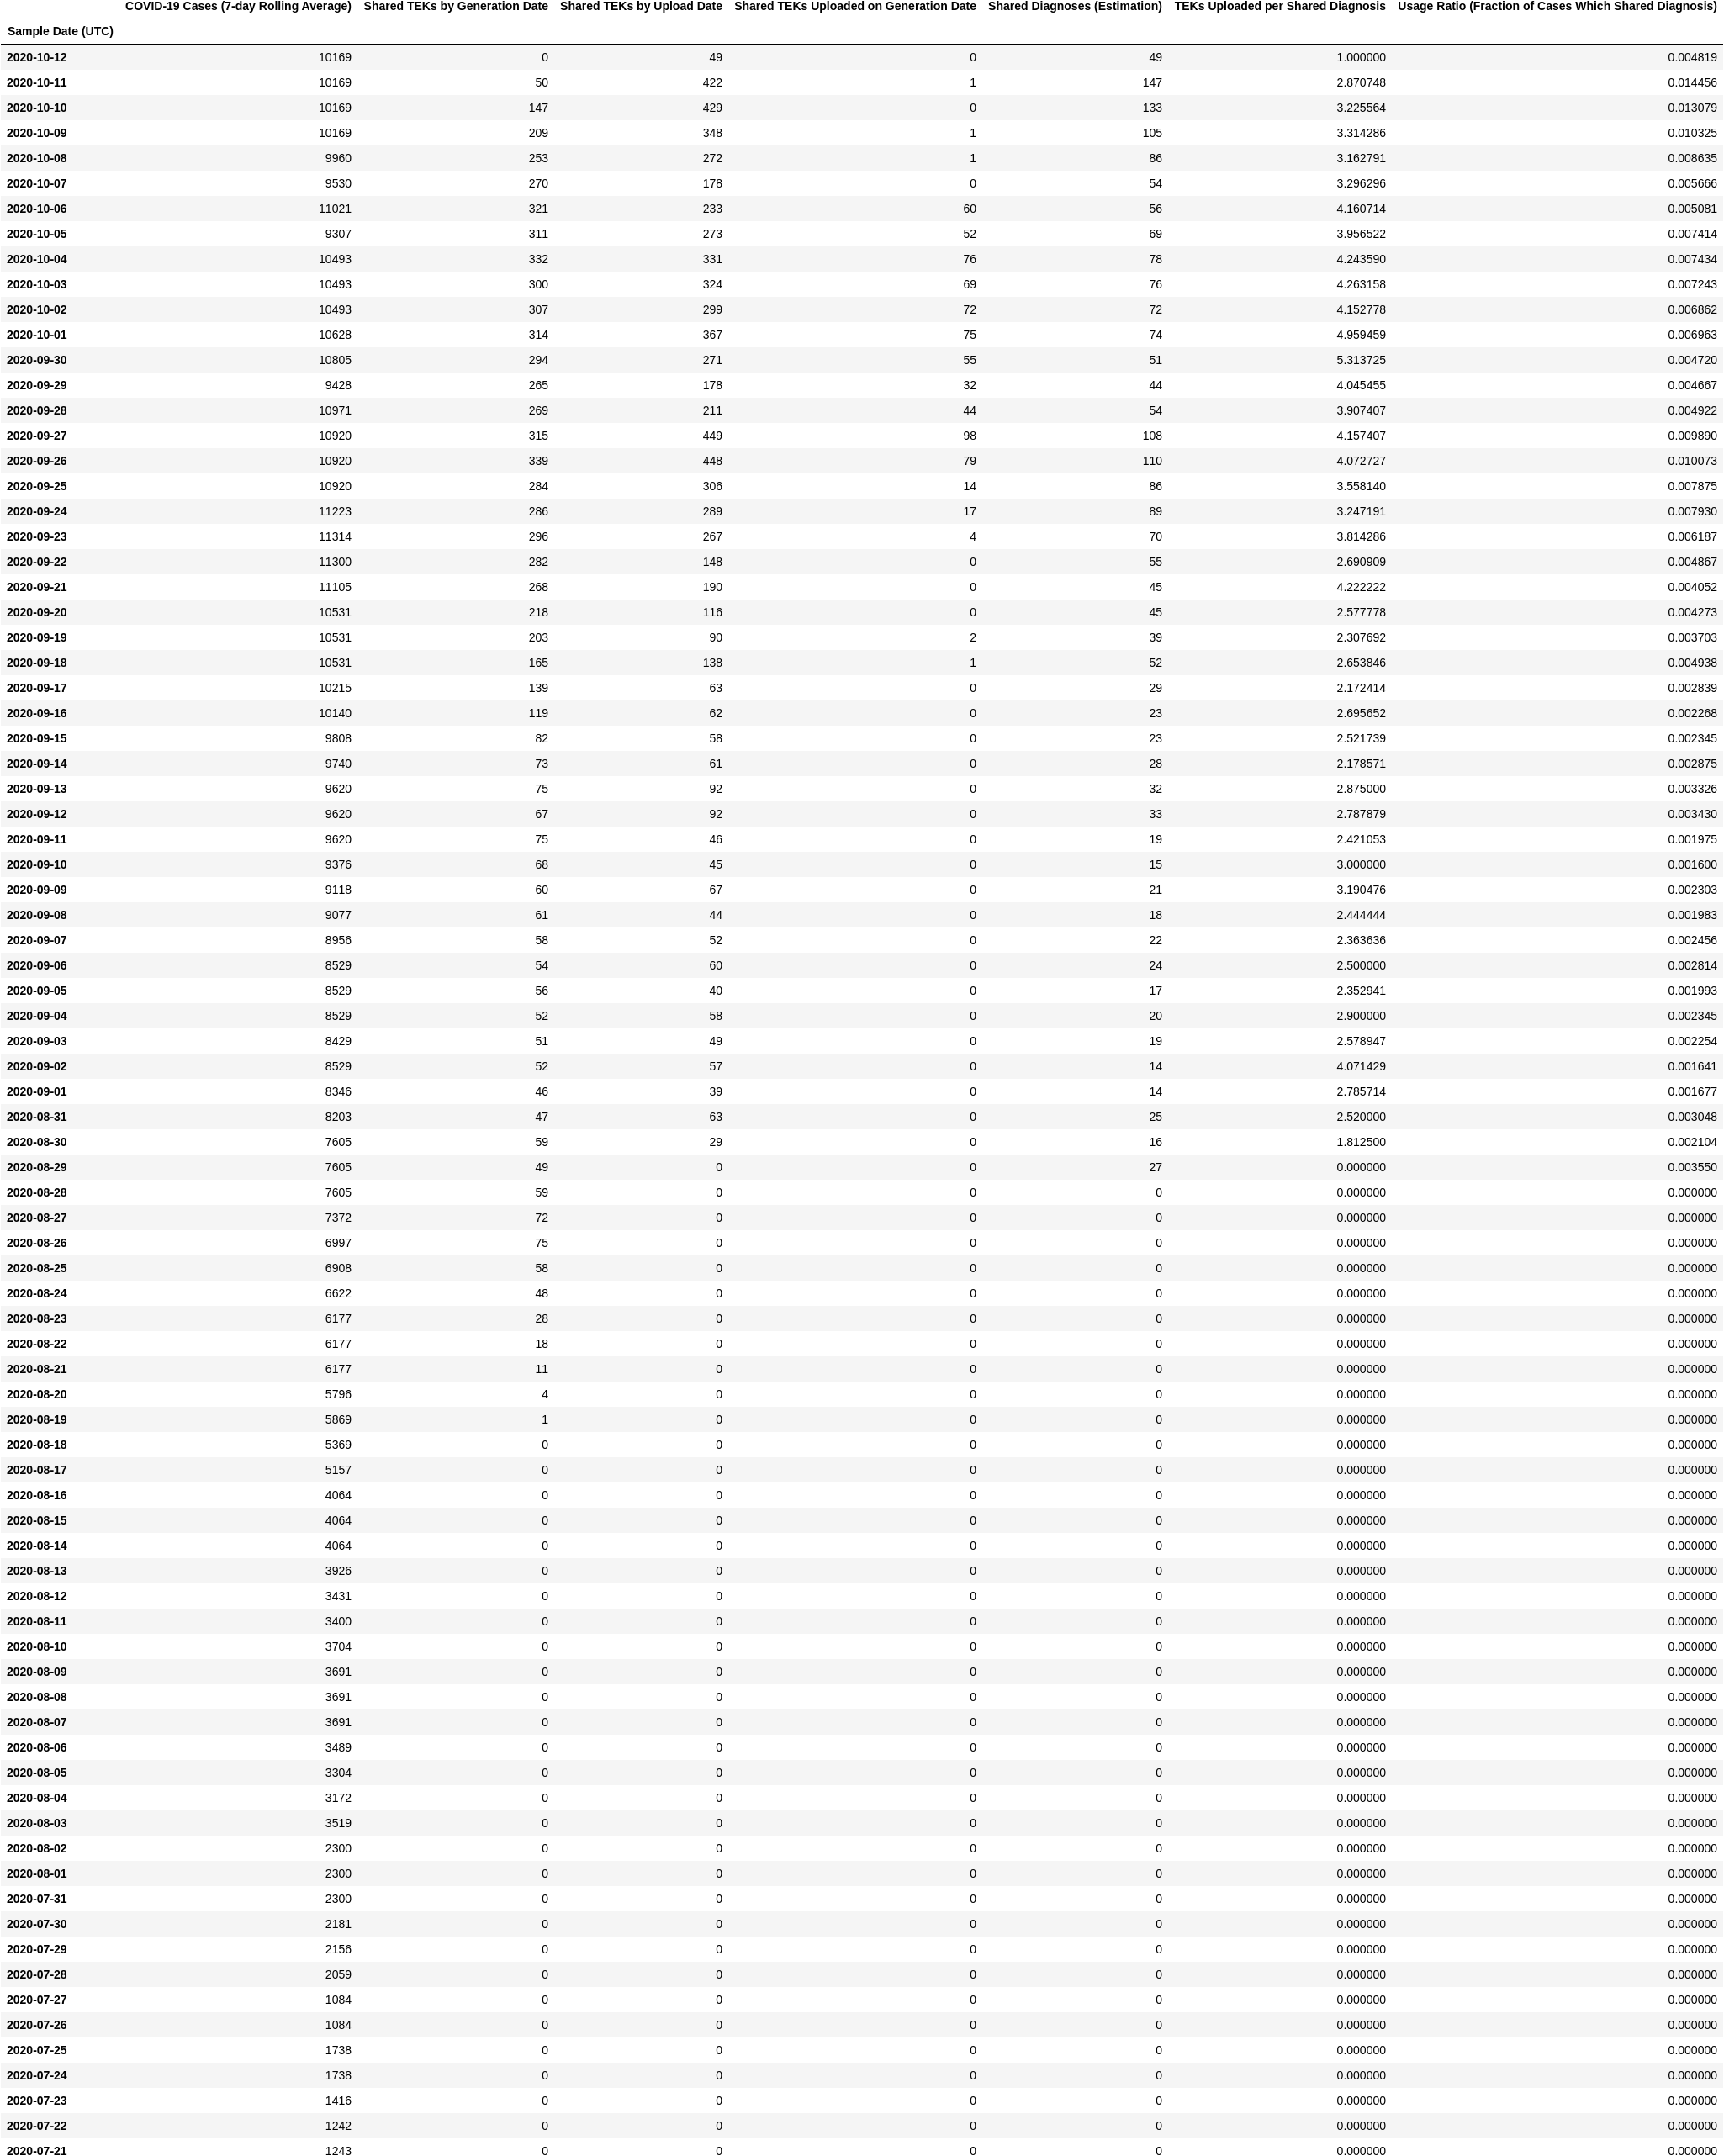 COVID-19 Cases (7-day Rolling Average) Shared TEKs by Generation Date Shared TEKs by Upload Date Shared TEKs Uploaded on Generation Date Shared Diagnoses (Estimation) TEKs Uploaded per Shared Diagnosis Usage Ratio (Fraction of Cases Which Shared Diagnosis)
Sample Date (UTC)
2020-10-12 10169 0 49 0 49 1.000000 0.004819
2020-10-11 10169 50 422 1 147 2.870748 0.014456
2020-10-10 10169 147 429 0 133 3.225564 0.013079
2020-10-09 10169 209 348 1 105 3.314286 0.010325
2020-10-08 9960 253 272 1 86 3.162791 0.008635
2020-10-07 9530 270 178 0 54 3.296296 0.005666
2020-10-06 11021 321 233 60 56 4.160714 0.005081
2020-10-05 9307 311 273 52 69 3.956522 0.007414
2020-10-04 10493 332 331 76 78 4.243590 0.007434
2020-10-03 10493 300 324 69 76 4.263158 0.007243
2020-10-02 10493 307 299 72 72 4.152778 0.006862
2020-10-01 10628 314 367 75 74 4.959459 0.006963
2020-09-30 10805 294 271 55 51 5.313725 0.004720
2020-09-29 9428 265 178 32 44 4.045455 0.004667
2020-09-28 10971 269 211 44 54 3.907407 0.004922
2020-09-27 10920 315 449 98 108 4.157407 0.009890
2020-09-26 10920 339 448 79 110 4.072727 0.010073
2020-09-25 10920 284 306 14 86 3.558140 0.007875
2020-09-24 11223 286 289 17 89 3.247191 0.007930
2020-09-23 11314 296 267 4 70 3.814286 0.006187
2020-09-22 11300 282 148 0 55 2.690909 0.004867
2020-09-21 11105 268 190 0 45 4.222222 0.004052
2020-09-20 10531 218 116 0 45 2.577778 0.004273
2020-09-19 10531 203 90 2 39 2.307692 0.003703
2020-09-18 10531 165 138 1 52 2.653846 0.004938
2020-09-17 10215 139 63 0 29 2.172414 0.002839
2020-09-16 10140 119 62 0 23 2.695652 0.002268
2020-09-15 9808 82 58 0 23 2.521739 0.002345
2020-09-14 9740 73 61 0 28 2.178571 0.002875
2020-09-13 9620 75 92 0 32 2.875000 0.003326
2020-09-12 9620 67 92 0 33 2.787879 0.003430
2020-09-11 9620 75 46 0 19 2.421053 0.001975
2020-09-10 9376 68 45 0 15 3.000000 0.001600
2020-09-09 9118 60 67 0 21 3.190476 0.002303
2020-09-08 9077 61 44 0 18 2.444444 0.001983
2020-09-07 8956 58 52 0 22 2.363636 0.002456
2020-09-06 8529 54 60 0 24 2.500000 0.002814
2020-09-05 8529 56 40 0 17 2.352941 0.001993
2020-09-04 8529 52 58 0 20 2.900000 0.002345
2020-09-03 8429 51 49 0 19 2.578947 0.002254
2020-09-02 8529 52 57 0 14 4.071429 0.001641
2020-09-01 8346 46 39 0 14 2.785714 0.001677
2020-08-31 8203 47 63 0 25 2.520000 0.003048
2020-08-30 7605 59 29 0 16 1.812500 0.002104
2020-08-29 7605 49 0 0 27 0.000000 0.003550
2020-08-28 7605 59 0 0 0 0.000000 0.000000
2020-08-27 7372 72 0 0 0 0.000000 0.000000
2020-08-26 6997 75 0 0 0 0.000000 0.000000
2020-08-25 6908 58 0 0 0 0.000000 0.000000
2020-08-24 6622 48 0 0 0 0.000000 0.000000
2020-08-23 6177 28 0 0 0 0.000000 0.000000
2020-08-22 6177 18 0 0 0 0.000000 0.000000
2020-08-21 6177 11 0 0 0 0.000000 0.000000
2020-08-20 5796 4 0 0 0 0.000000 0.000000
2020-08-19 5869 1 0 0 0 0.000000 0.000000
2020-08-18 5369 0 0 0 0 0.000000 0.000000
2020-08-17 5157 0 0 0 0 0.000000 0.000000
2020-08-16 4064 0 0 0 0 0.000000 0.000000
2020-08-15 4064 0 0 0 0 0.000000 0.000000
2020-08-14 4064 0 0 0 0 0.000000 0.000000
2020-08-13 3926 0 0 0 0 0.000000 0.000000
2020-08-12 3431 0 0 0 0 0.000000 0.000000
2020-08-11 3400 0 0 0 0 0.000000 0.000000
2020-08-10 3704 0 0 0 0 0.000000 0.000000
2020-08-09 3691 0 0 0 0 0.000000 0.000000
2020-08-08 3691 0 0 0 0 0.000000 0.000000
2020-08-07 3691 0 0 0 0 0.000000 0.000000
2020-08-06 3489 0 0 0 0 0.000000 0.000000
2020-08-05 3304 0 0 0 0 0.000000 0.000000
2020-08-04 3172 0 0 0 0 0.000000 0.000000
2020-08-03 3519 0 0 0 0 0.000000 0.000000
2020-08-02 2300 0 0 0 0 0.000000 0.000000
2020-08-01 2300 0 0 0 0 0.000000 0.000000
2020-07-31 2300 0 0 0 0 0.000000 0.000000
2020-07-30 2181 0 0 0 0 0.000000 0.000000
2020-07-29 2156 0 0 0 0 0.000000 0.000000
2020-07-28 2059 0 0 0 0 0.000000 0.000000
2020-07-27 1084 0 0 0 0 0.000000 0.000000
2020-07-26 1084 0 0 0 0 0.000000 0.000000
2020-07-25 1738 0 0 0 0 0.000000 0.000000
2020-07-24 1738 0 0 0 0 0.000000 0.000000
2020-07-23 1416 0 0 0 0 0.000000 0.000000
2020-07-22 1242 0 0 0 0 0.000000 0.000000
2020-07-21 1243 0 0 0 0 0.000000 0.000000